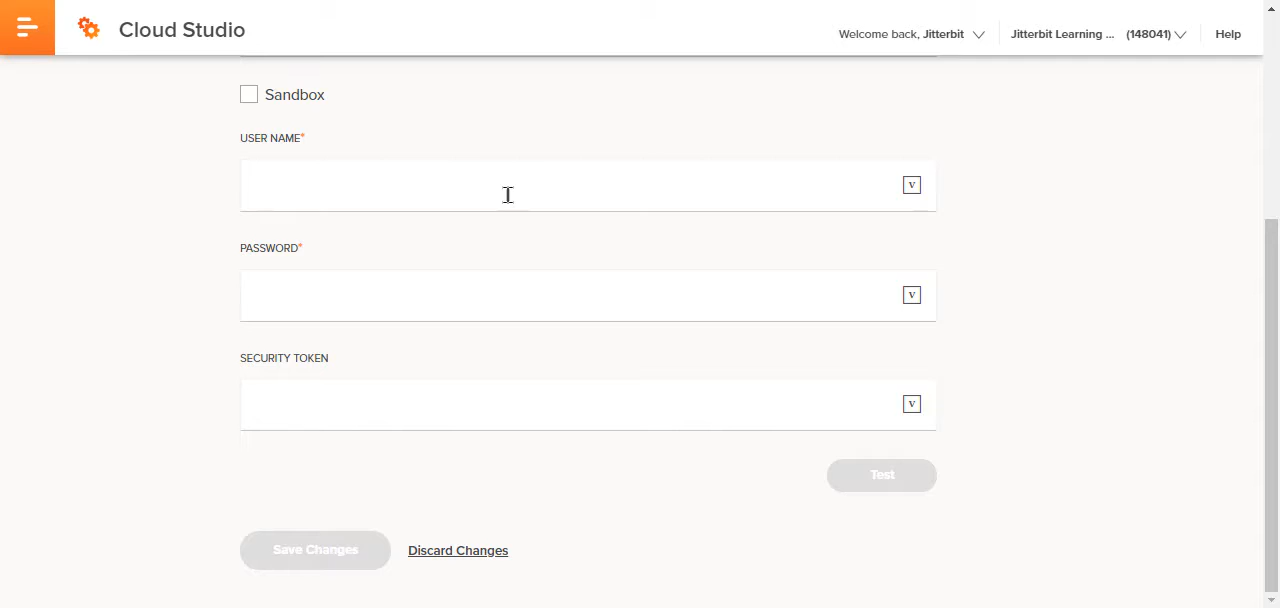 Cloud Studio
Welcome back, Jitterbit
Jitterbit Learning ... (148041)
Help
Sandbox
USER NAME*
V
PASSWORD*
V
SECURITY TOKEN
V
Test
Save Changes
Discard Changes